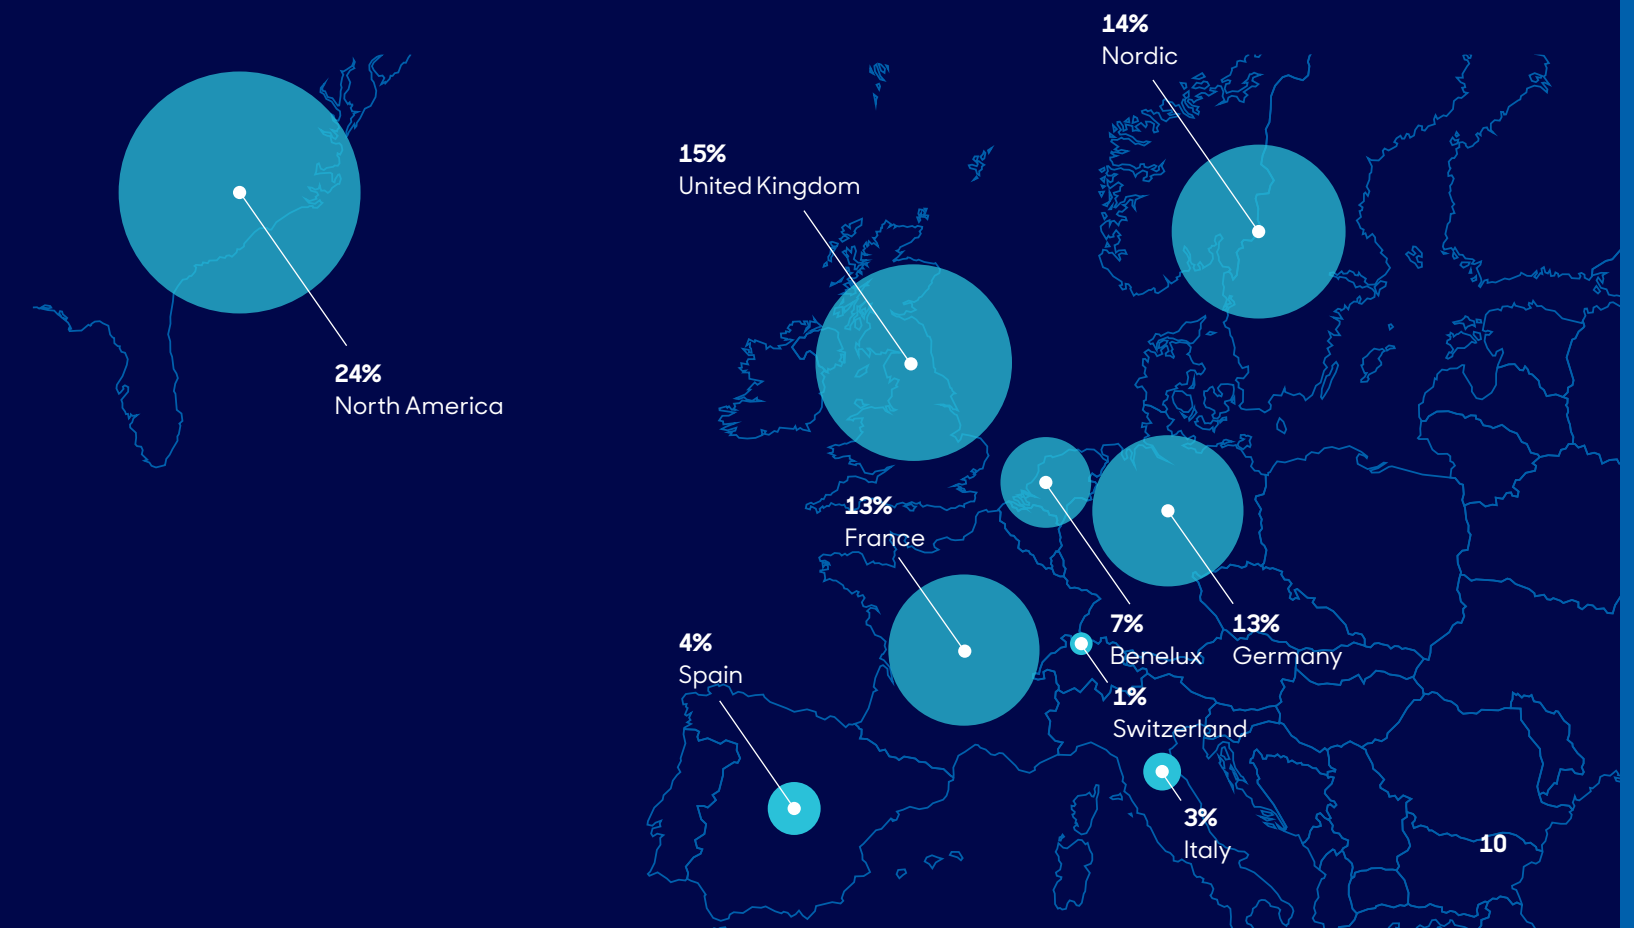 14%
Nordic
15%
United Kingdom
24%
North America
13%
France
7%
Benelux
13%
Germany
4%
Spain
1%
Switzerland
3%
Italy
10